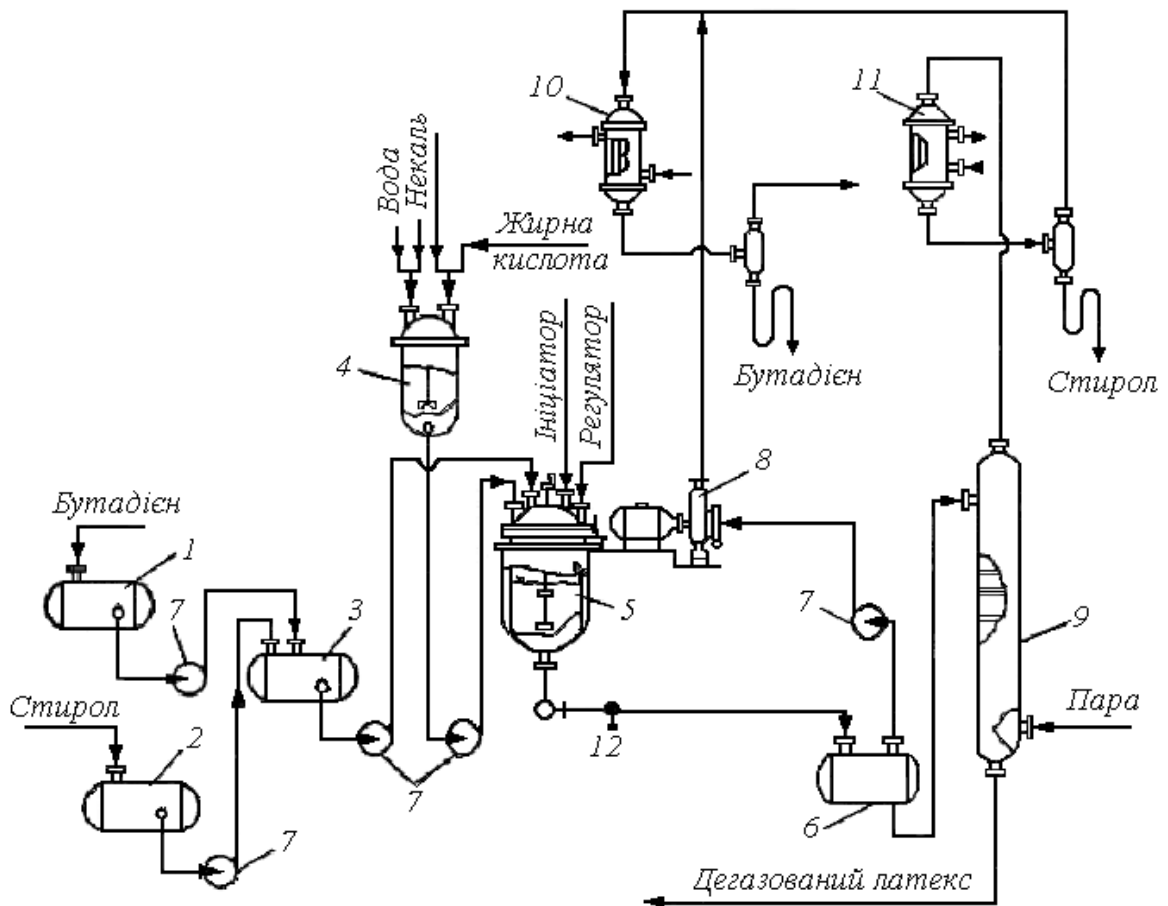 10
11
Вода
Некаль
Жирна
кислота
4
Ініціатор
Регулятор
Бутадієн
Стирол
8
Бутадієн
1
7
3
5
7
9
Стирол
2
Пара
12
7
6
7
Дегазований латекс